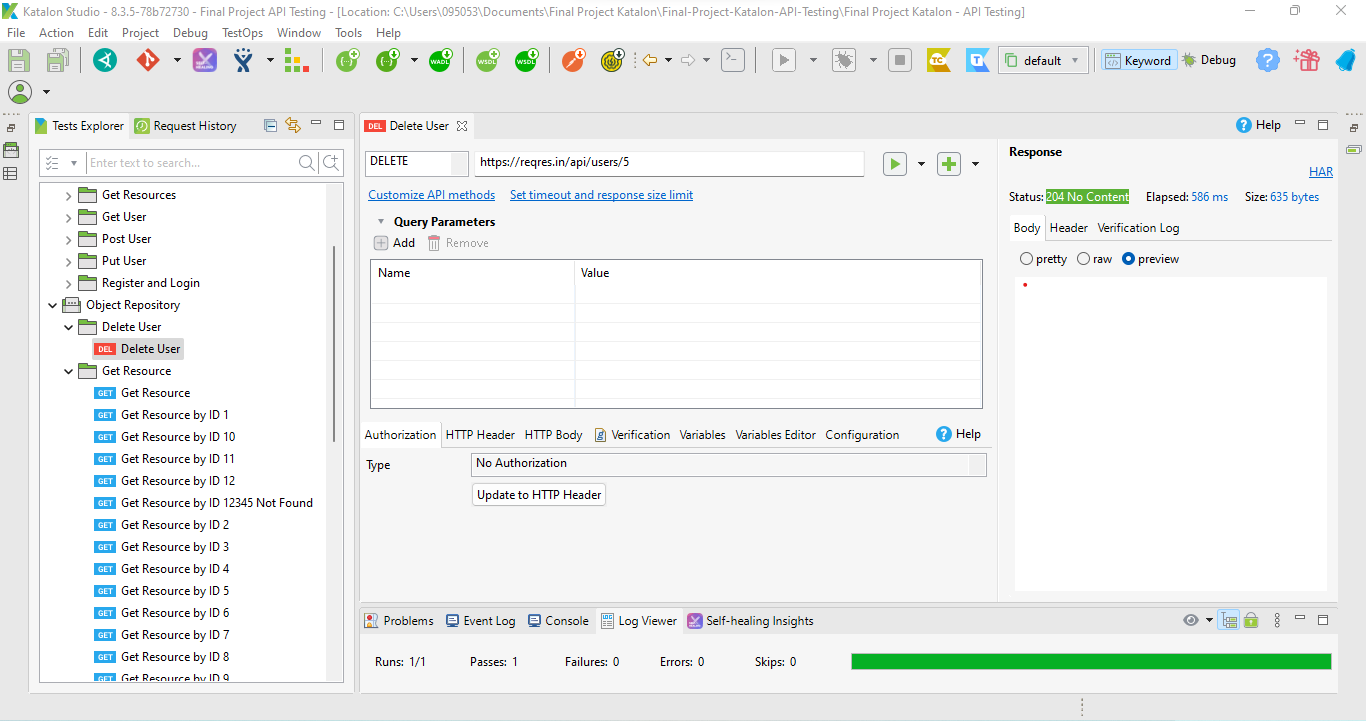 Katalon Studio - 8.3.5-78b72730 - Final Project API Testing - [Location: C:\Users\095053\Documents\Final Project Katalon\Final-Project-Katalon-API-Testing\Final Project Katalon - API Testing]
File Action Edit Project Debug TestOps Window Tools Help
WADL WSDL WSDL TC T default Keyword Debug
Tests Explorer Request History
Enter text to search...
Get Resources
Get User
Post User
Put User
Register and Login
Object Repository
Delete User
DEL Delete User
Get Resource
GET Get Resource
GET Get Resource by ID 1
GET Get Resource by ID 10
GET Get Resource by ID 11
GET Get Resource by ID 12
GET Get Resource by ID 12345 Not Found
GET Get Resource by ID 2
GET Get Resource by ID 3
GET Get Resource by ID 4
GET Get Resource by ID 5
GET Get Resource by ID 6
GET Get Resource by ID 7
GET Get Resource by ID 8
GET Get Resource by ID 9
DEL Delete User
Help
DELETE https://reqres.in/api/users/5
Customize API methods Set timeout and response size limit
Query Parameters
Add Remove
Name Value
Authorization HTTP Header HTTP Body Verification Variables Variables Editor Configuration Help
Type No Authorization
Update to HTTP Header
Response
HAR
Status: 204 No Content Elapsed: 586 ms Size: 635 bytes
Body Header Verification Log
pretty raw preview
Problems Event Log Console Log Viewer Self-healing Insights
Runs: 1/1 Passes: 1 Failures: 0 Errors: 0 Skips: 0